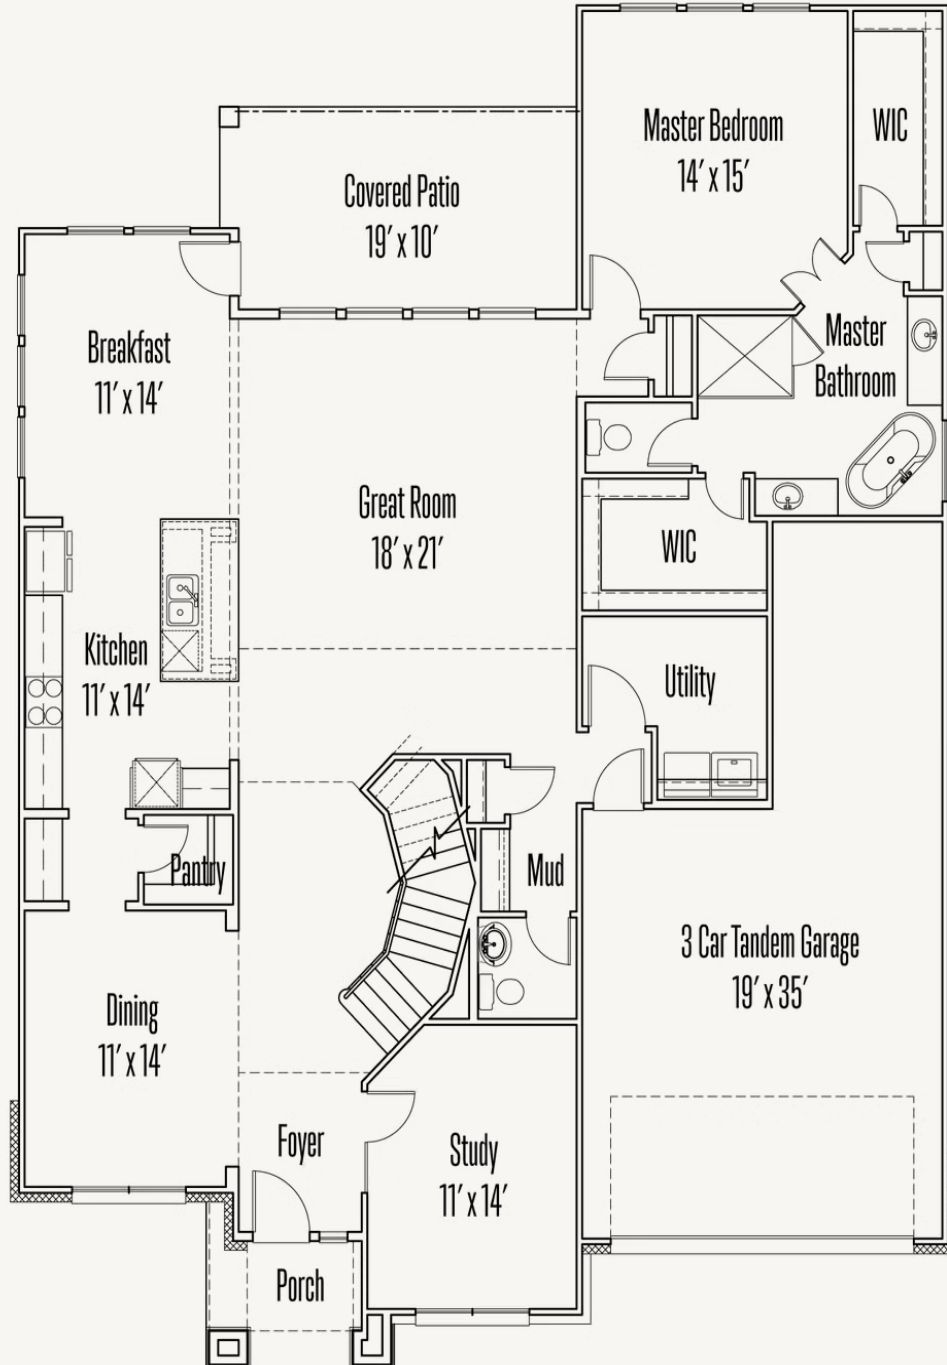 Master Bedroom
14' x 15'
WIC
Covered Patio
19' x 10'
Breakfast
11' x 14'
Master
Bathroom
Great Room
18' x 21'
WIC
Kitchen
11' x 14'
Utility
Pantry
Mud
3 Car Tandem Garage
19' x 35'
Dining
11' x 14'
Foyer
Study
11' x 14'
Porch